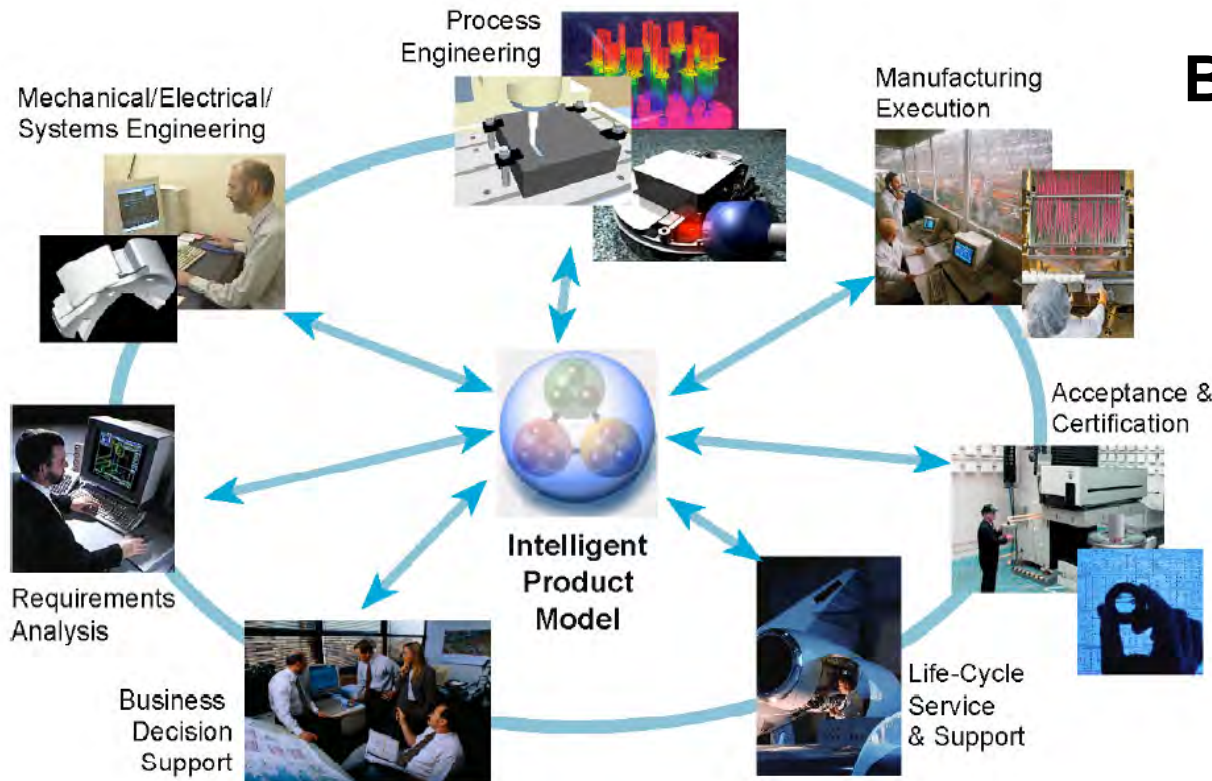 Process
Engineering
Manufacturing
Execution
B
Mechanical/Electrical/
Systems Engineering
Acceptance &
Certification
Intelligent
Product
Model
Requirements
Analysis
Business
Decision
Support
Life-Cycle
Service
& Support